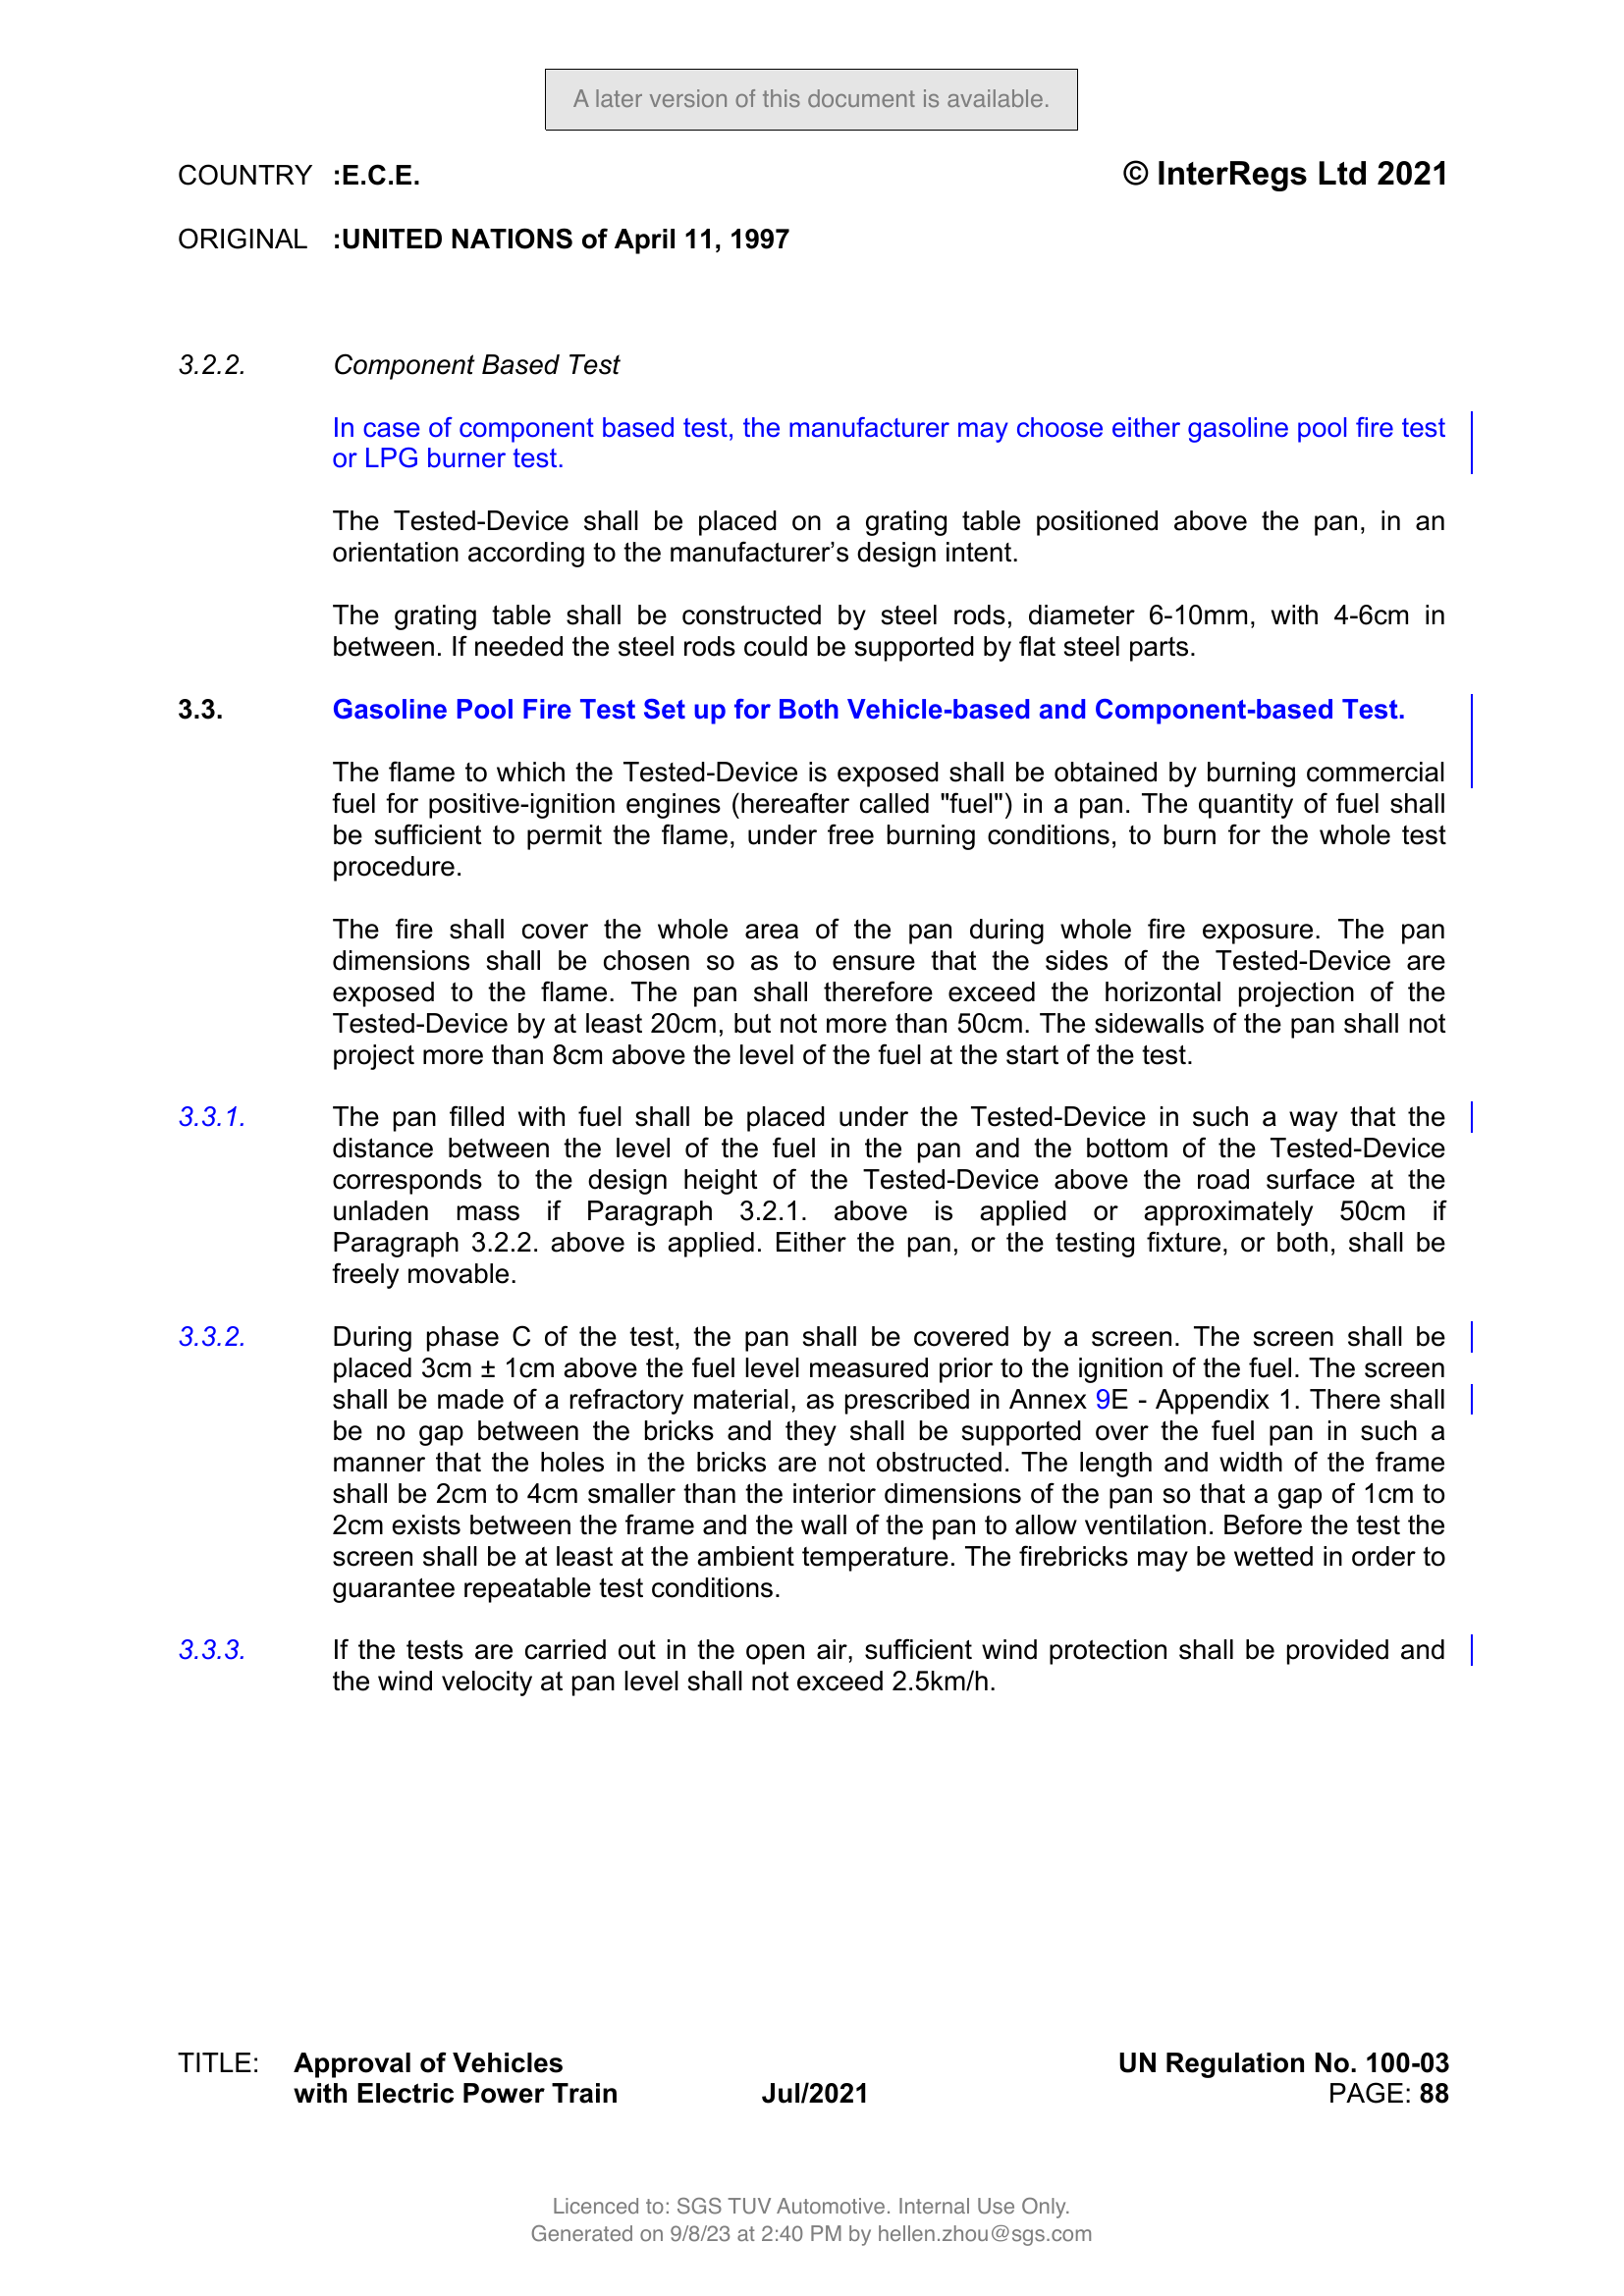 A later version of this document is available.
COUNTRY :E.C.E. © InterRegs Ltd 2021
ORIGINAL :UNITED NATIONS of April 11, 1997
3.2.2. Component Based Test
In case of component based test, the manufacturer may choose either gasoline pool fire test
or LPG burner test.
The Tested-Device shall be placed on a grating table positioned above the pan, in an
orientation according to the manufacturer’s design intent.
The grating table shall be constructed by steel rods, diameter 6-10mm, with 4-6cm in
between. If needed the steel rods could be supported by flat steel parts.
3.3. Gasoline Pool Fire Test Set up for Both Vehicle-based and Component-based Test.
The flame to which the Tested-Device is exposed shall be obtained by burning commercial
fuel for positive-ignition engines (hereafter called "fuel") in a pan. The quantity of fuel shall
be sufficient to permit the flame, under free burning conditions, to burn for the whole test
procedure.
The fire shall cover the whole area of the pan during whole fire exposure. The pan
dimensions shall be chosen so as to ensure that the sides of the Tested-Device are
exposed to the flame. The pan shall therefore exceed the horizontal projection of the
Tested-Device by at least 20cm, but not more than 50cm. The sidewalls of the pan shall not
project more than 8cm above the level of the fuel at the start of the test.
3.3.1. The pan filled with fuel shall be placed under the Tested-Device in such a way that the
distance between the level of the fuel in the pan and the bottom of the Tested-Device
corresponds to the design height of the Tested-Device above the road surface at the
unladen mass if Paragraph 3.2.1. above is applied or approximately 50cm if
Paragraph 3.2.2. above is applied. Either the pan, or the testing fixture, or both, shall be
freely movable.
3.3.2. During phase C of the test, the pan shall be covered by a screen. The screen shall be
placed 3cm ± 1cm above the fuel level measured prior to the ignition of the fuel. The screen
shall be made of a refractory material, as prescribed in Annex 9E - Appendix 1. There shall
be no gap between the bricks and they shall be supported over the fuel pan in such a
manner that the holes in the bricks are not obstructed. The length and width of the frame
shall be 2cm to 4cm smaller than the interior dimensions of the pan so that a gap of 1cm to
2cm exists between the frame and the wall of the pan to allow ventilation. Before the test the
screen shall be at least at the ambient temperature. The firebricks may be wetted in order to
guarantee repeatable test conditions.
3.3.3. If the tests are carried out in the open air, sufficient wind protection shall be provided and
the wind velocity at pan level shall not exceed 2.5km/h.
TITLE: Approval of Vehicles UN Regulation No. 100-03
with Electric Power Train Jul/2021 PAGE: 88
Licenced to: SGS TUV Automotive. Internal Use Only.
Generated on 9/8/23 at 2:40 PM by hellen.zhou@sgs.com